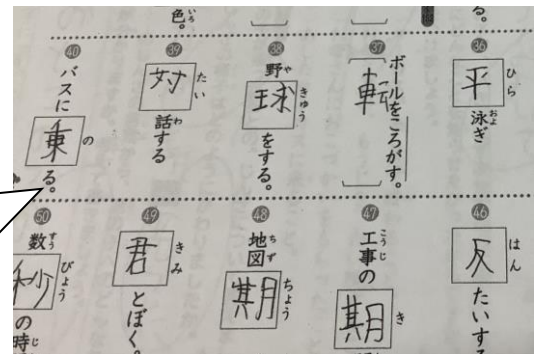 る。
色。
いろ
㊱ 平泳ぎ
ひら およ
㊲ ボールをころがす。
転
㊳ 野球をする。
や きゅう
㊴ 対話する
たい わ
㊵ バスに る。
の
㊻ 反たいする
はん
㊼ 工事の期
こうじ き
㊽ 地図期
ちず ちょう
㊾ 君とぼく。
きみ
㊿ 数秒の時
すう びょう じ